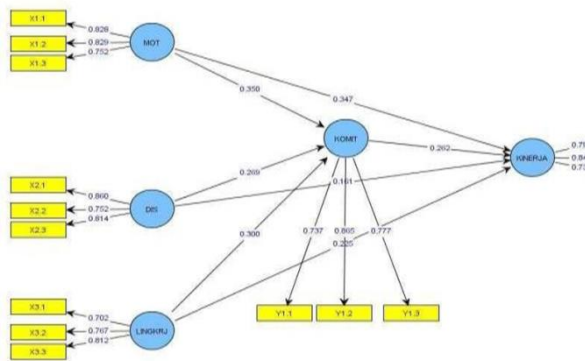 X1.1
0.828
X1.2
0.829
X1.3
0.752
MOT
0.350
0.347
KOMIT
0.262
KINERJA
X2.1
0.860
X2.2
0.752
X2.3
0.814
DIS
0.269
0.161
0.300
0.225
0.737
0.865
0.777
X3.1
0.702
X3.2
0.767
X3.3
0.812
LINGKRJ
Y1.1
Y1.2
Y1.3